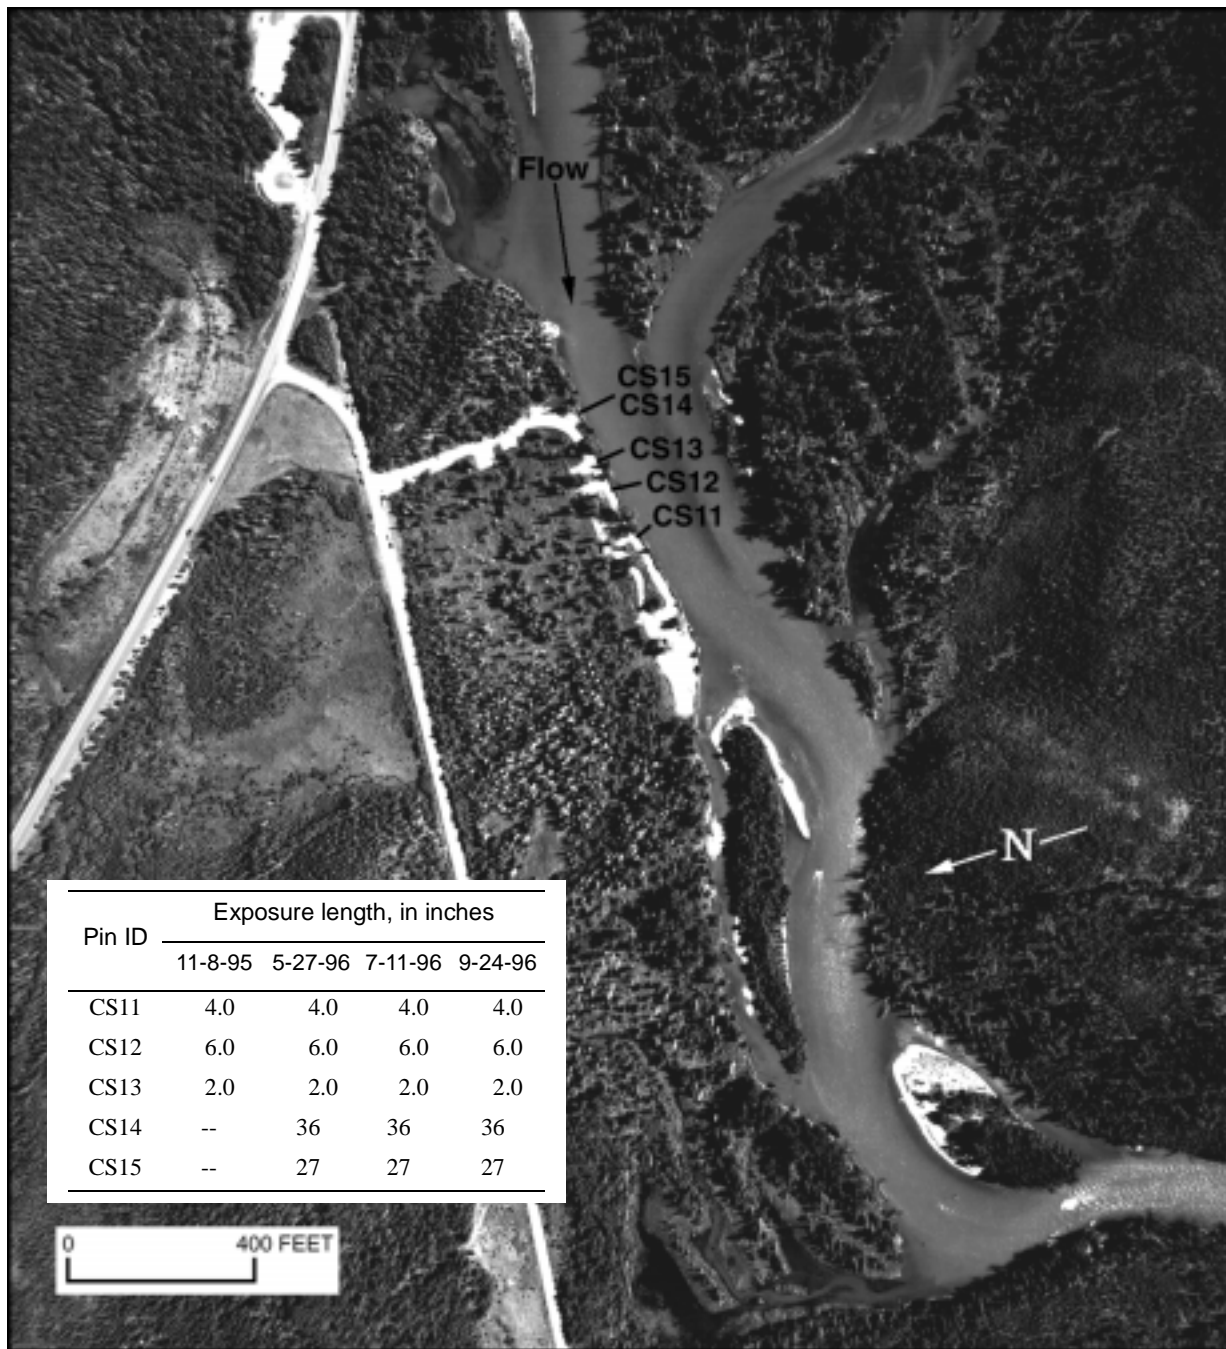 Flow
CS15
CS14
CS13
CS12
CS11
N
Pin ID Exposure length, in inches
11-8-95 5-27-96 7-11-96 9-24-96
CS11 4.0 4.0 4.0 4.0
CS12 6.0 6.0 6.0 6.0
CS13 2.0 2.0 2.0 2.0
CS14 -- 36 36 36
CS15 -- 27 27 27
0 400 FEET